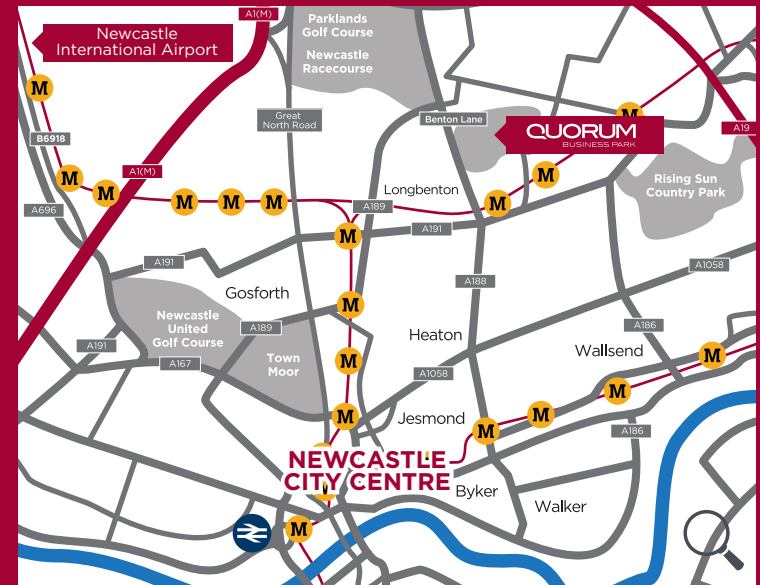 A1(M)
Parklands
Golf Course
Newcastle
Racecourse
Newcastle
International Airport
M
Great
North Road
Benton Lane
M
QUORUM
BUSINESS PARK
A19
B6918
M
A1(M)
M
M
M
M
M
Longbenton
M
M
Rising Sun
Country Park
A696
A189
M
A191
A191
A1058
Gosforth
A188
M
Newcastle
United
Golf Course
A189
Heaton
A186
A191
A167
Town
Moor
M
Wallsend
M
A1058
M
M
Jesmond
M
M
A186
NEWCASTLE
CITY CENTRE
Byker
Walker
M